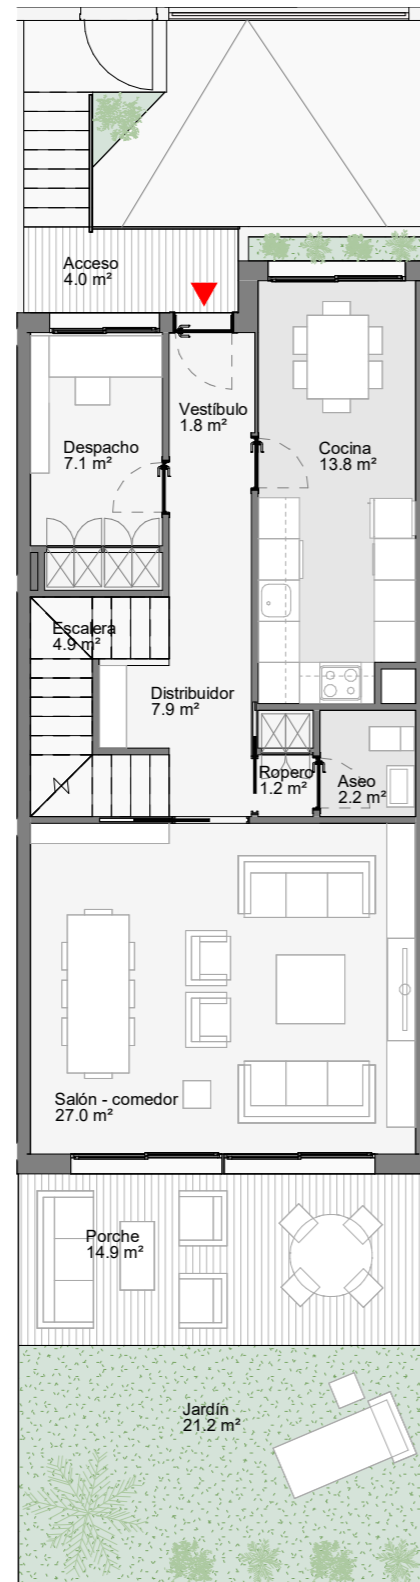 Acceso
4.0 m²
Vestíbulo
1.8 m²
Despacho
7.1 m²
Cocina
13.8 m²
Escalera
4.9 m²
Distribuidor
7.9 m²
Ropero
1.2 m²
Aseo
2.2 m²
Salón - comedor
27.0 m²
Porche
14.9 m²
Jardín
21.2 m²